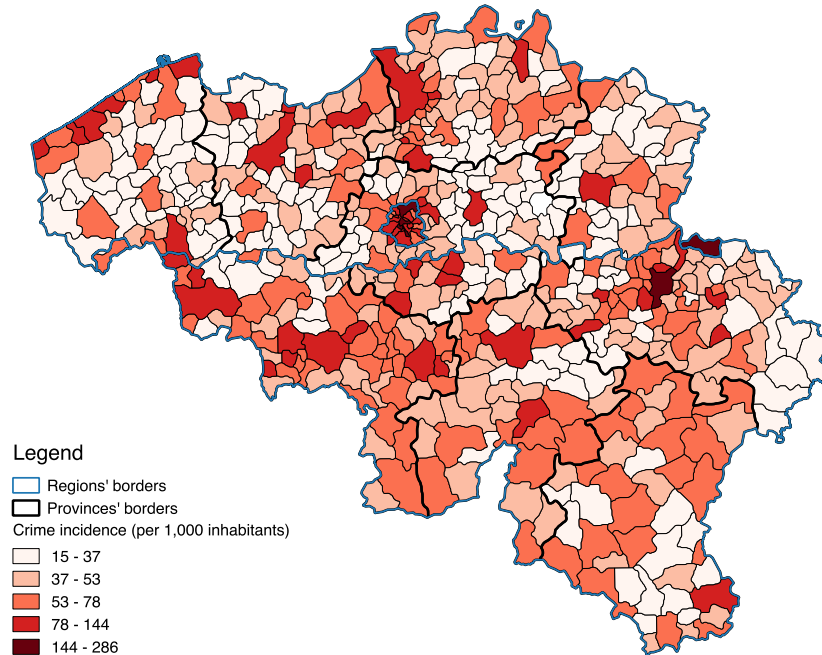 Legend
Regions' borders
Provinces' borders
Crime incidence (per 1,000 inhabitants)
15 - 37
37 - 53
53 - 78
78 - 144
144 - 286